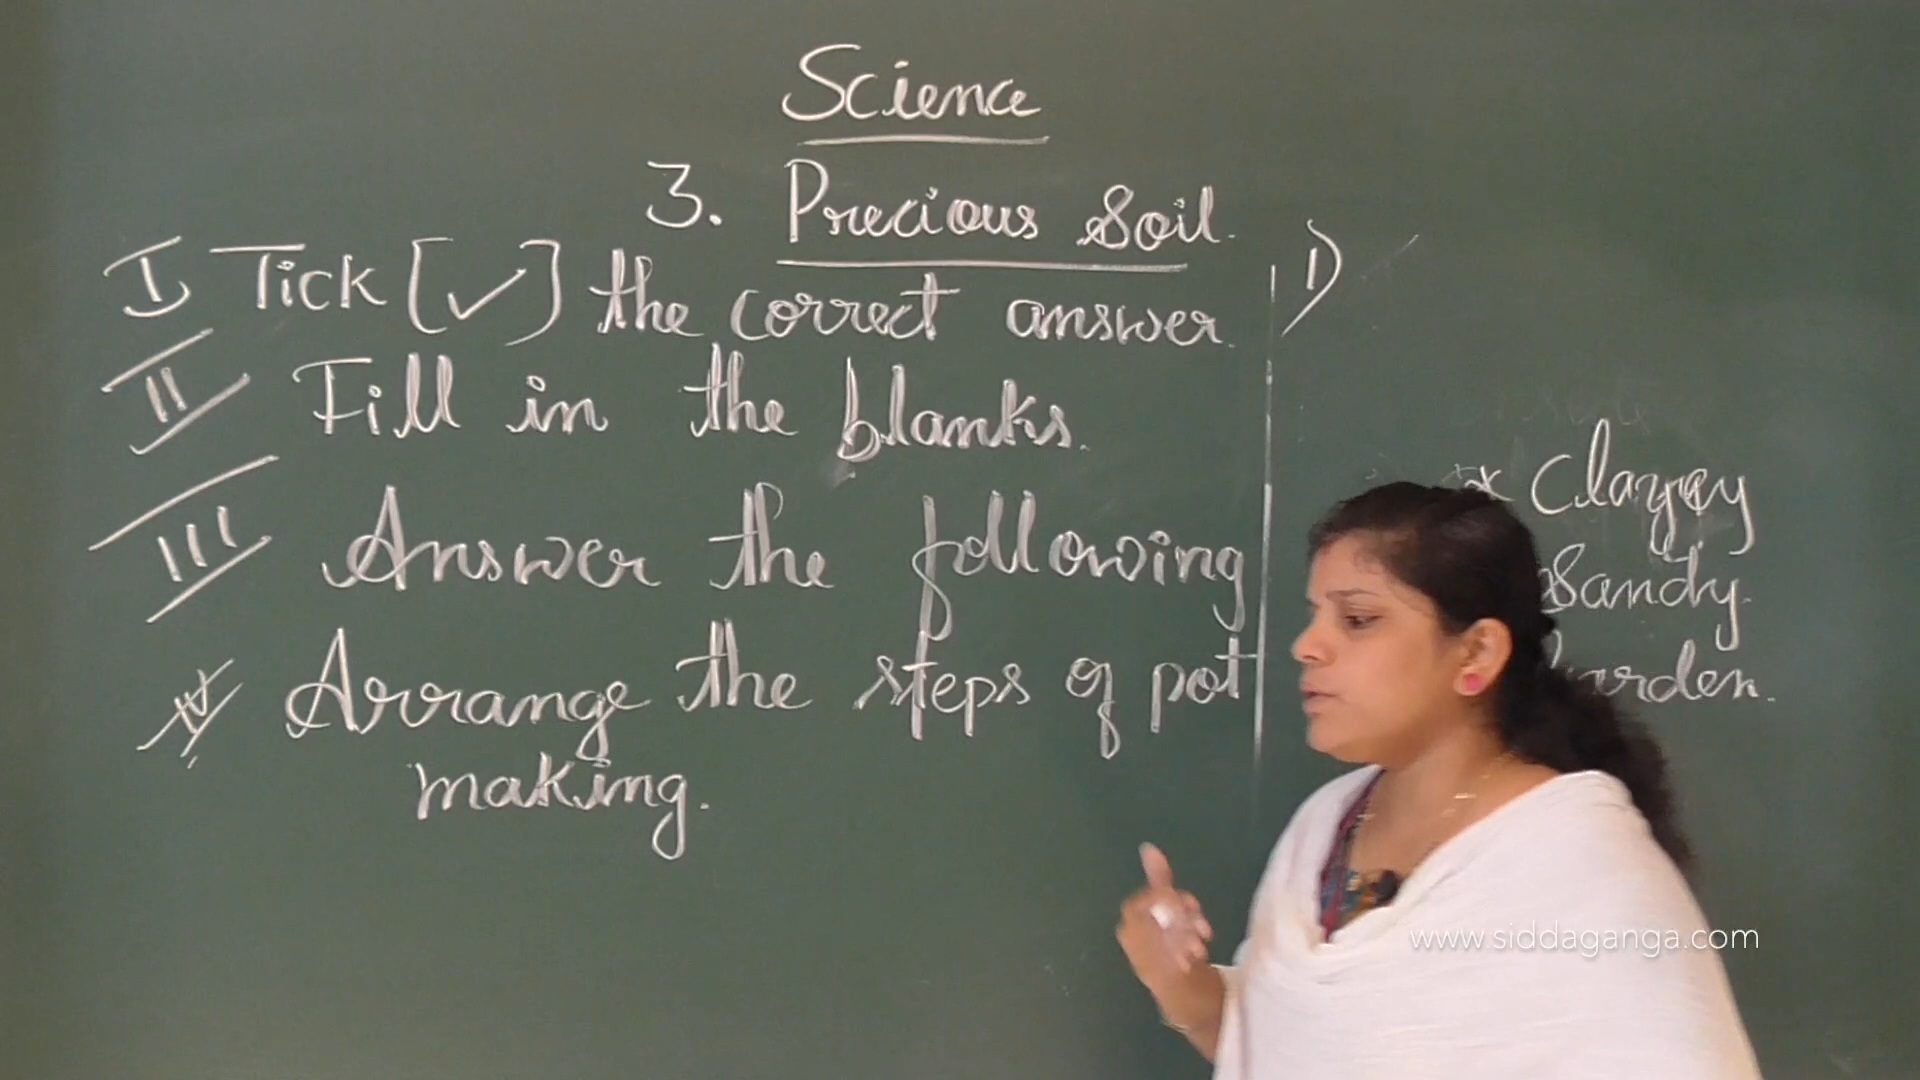 Science
3. Precious Soil.
I Tick [✓] the correct answer.
II Fill in the blanks.
III Answer the following
IV Arrange the steps of pot
making.
1)
* Clayey
Sandy.
www.siddaganga.com